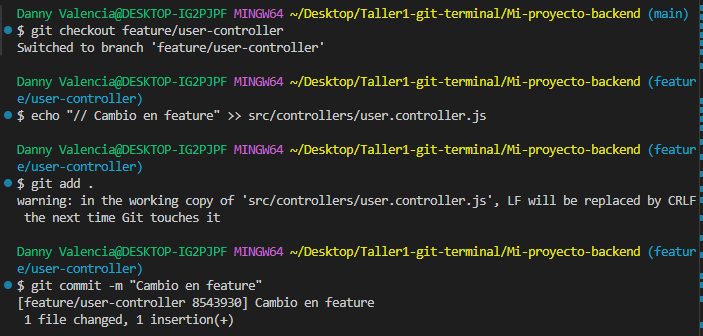 Danny Valencia@DESKTOP-IG2PJPF MINGW64 ~/Desktop/Taller1-git-terminal/Mi-proyecto-backend (main)
$ git checkout feature/user-controller
Switched to branch 'feature/user-controller'
Danny Valencia@DESKTOP-IG2PJPF MINGW64 ~/Desktop/Taller1-git-terminal/Mi-proyecto-backend (featur
e/user-controller)
$ echo "// Cambio en feature" >> src/controllers/user.controller.js
Danny Valencia@DESKTOP-IG2PJPF MINGW64 ~/Desktop/Taller1-git-terminal/Mi-proyecto-backend (featur
e/user-controller)
$ git add .
warning: in the working copy of 'src/controllers/user.controller.js', LF will be replaced by CRLF
 the next time Git touches it
Danny Valencia@DESKTOP-IG2PJPF MINGW64 ~/Desktop/Taller1-git-terminal/Mi-proyecto-backend (featur
e/user-controller)
$ git commit -m "Cambio en feature"
[feature/user-controller 8543930] Cambio en feature
 1 file changed, 1 insertion(+)